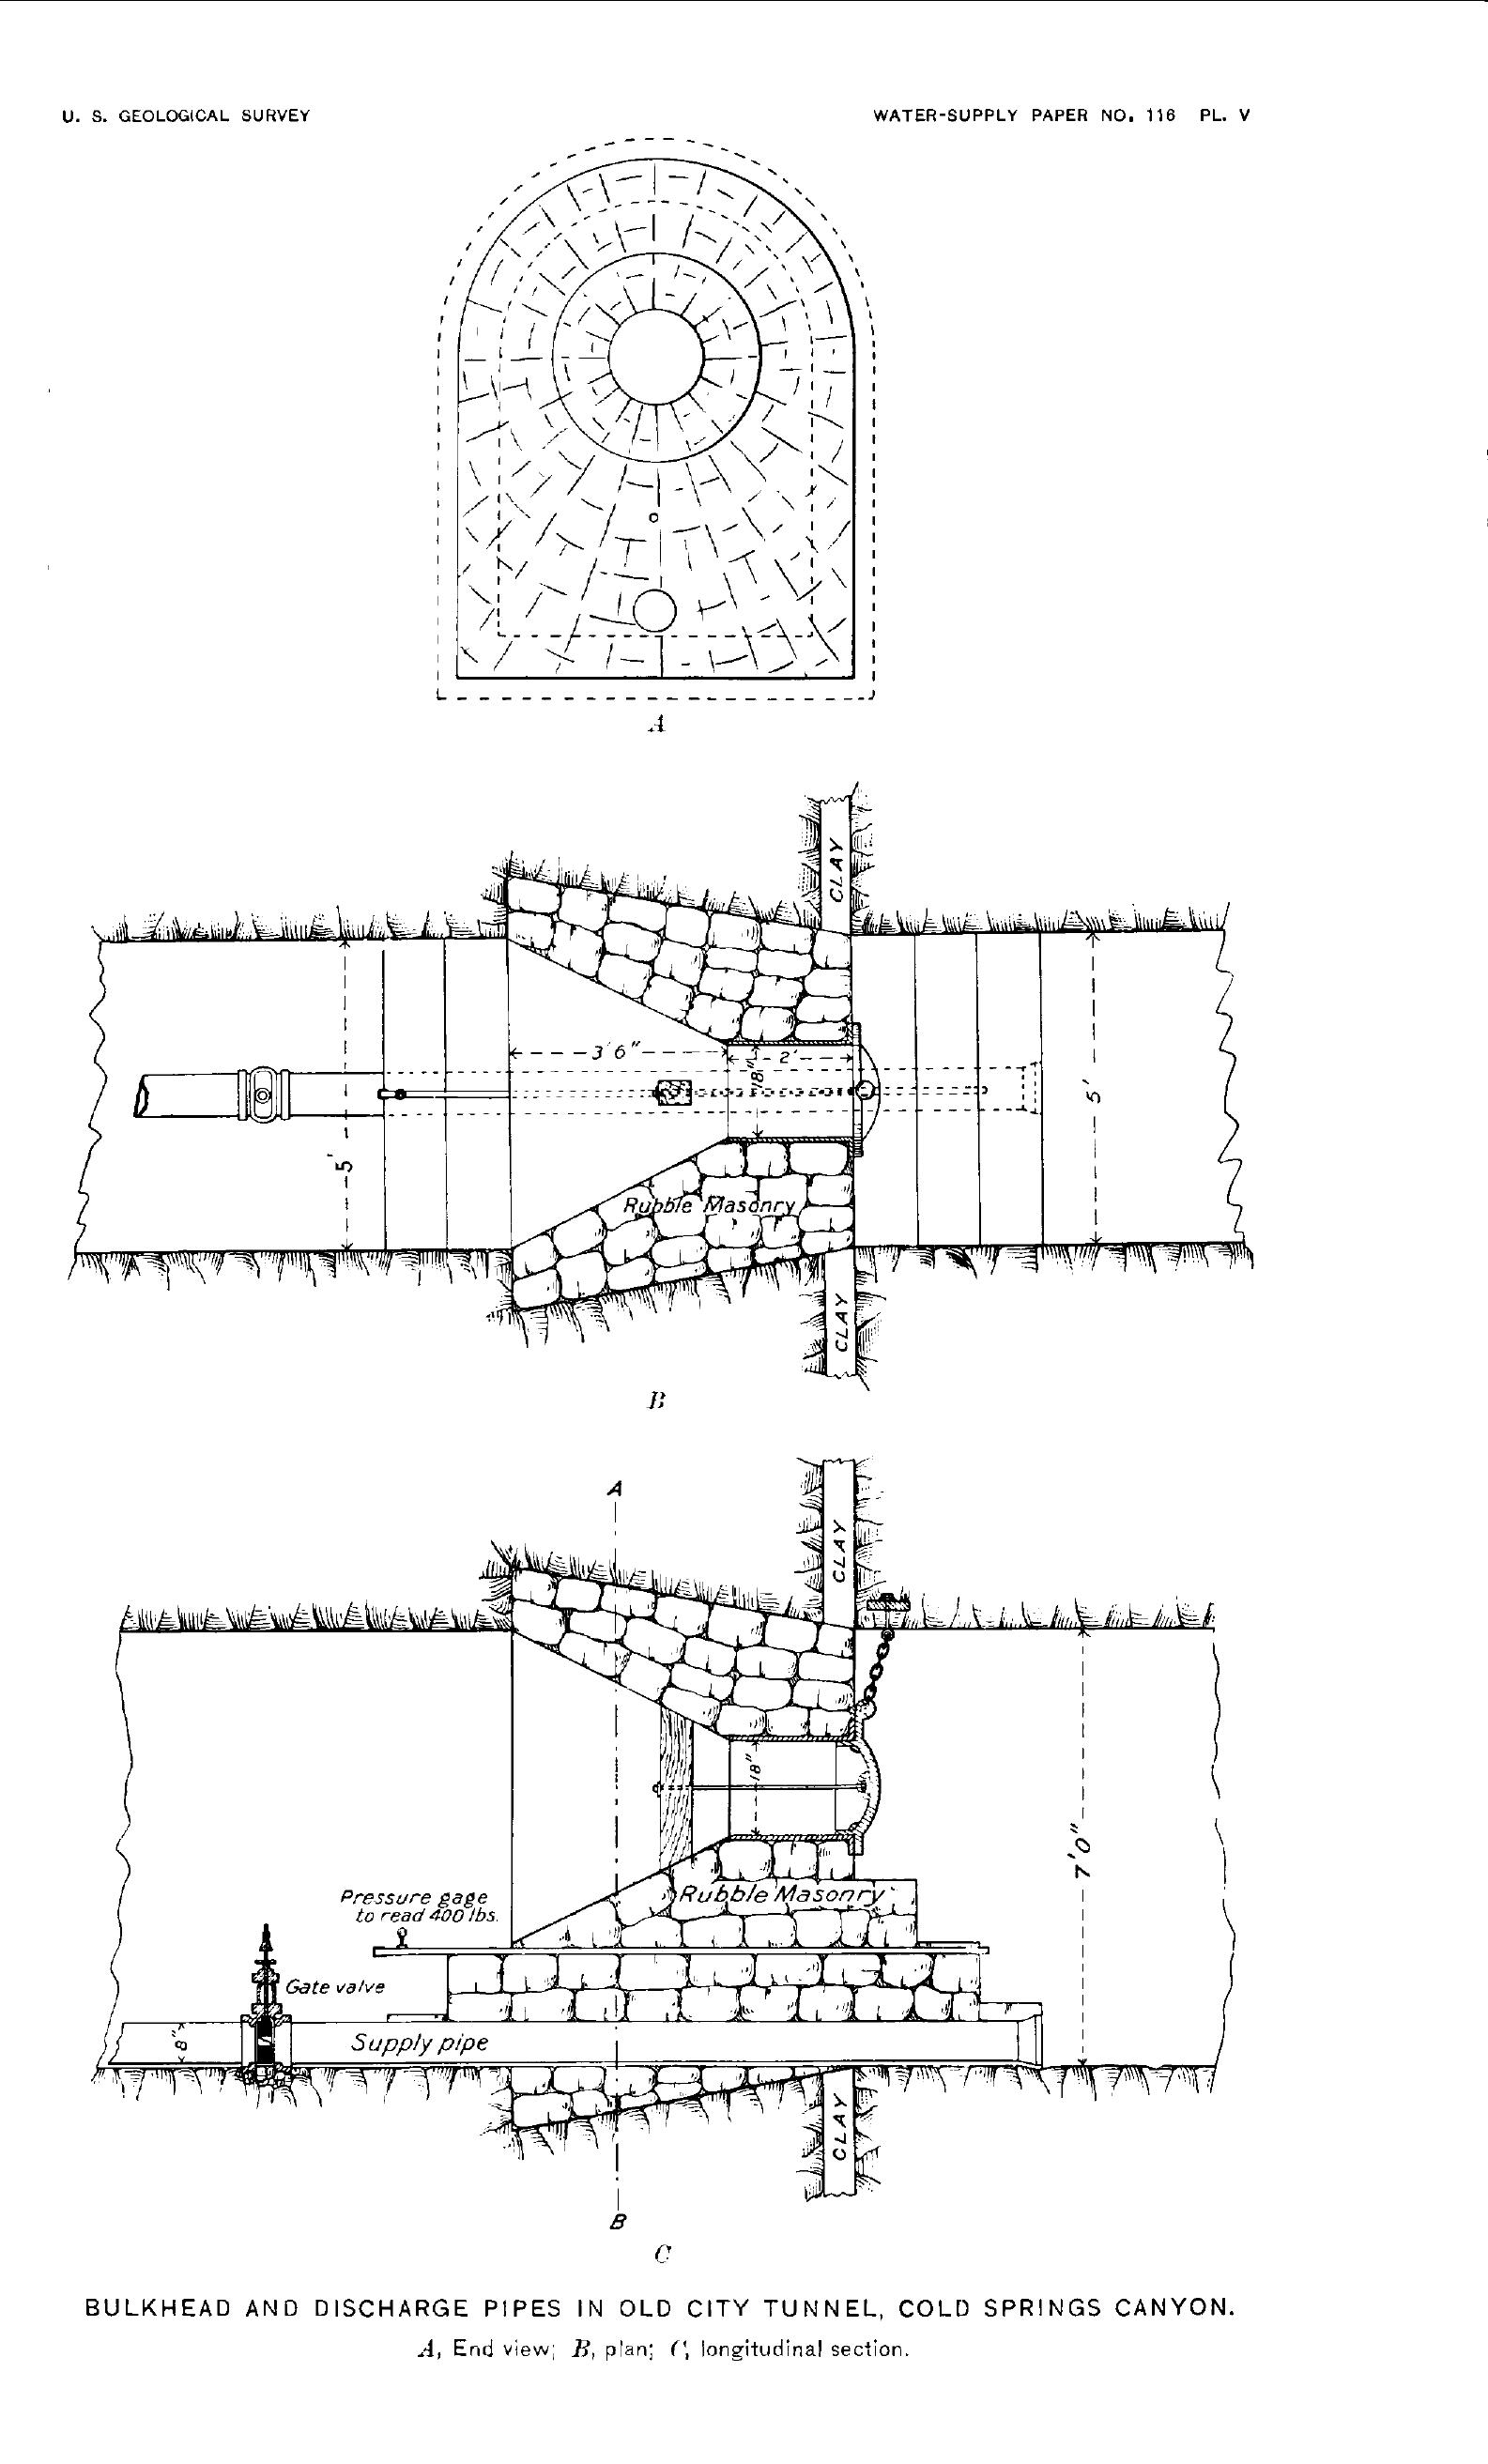 U. S. GEOLOGICAL SURVEY
WATER-SUPPLY PAPER NO. 116 PL. V
A
CLAY
3'6"
2'
18"
5'
5'
Rubble Masonry
CLAY
B
A
CLAY
18"
7'0"
Pressure gage
to read 400 lbs.
Rubble Masonry
Gate valve
8"
Supply pipe
CLAY
B
C
BULKHEAD AND DISCHARGE PIPES IN OLD CITY TUNNEL, COLD SPRINGS CANYON.
A, End view; B, plan; C, longitudinal section.